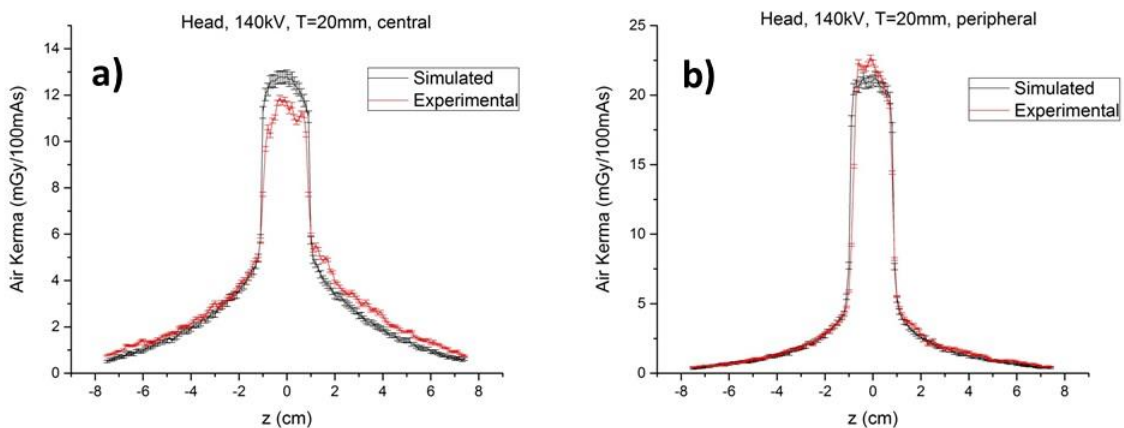 Head, 140kV, T=20mm, central
a)
Simulated
Experimental
Air Kerma (mGy/100mAs)
14
12
10
8
6
4
2
0
-8 -6 -4 -2 0 2 4 6 8
z (cm)
Head, 140kV, T=20mm, peripheral
b)
Simulated
Experimental
Air Kerma (mGy/100mAs)
25
20
15
10
5
0
-8 -6 -4 -2 0 2 4 6 8
z (cm)